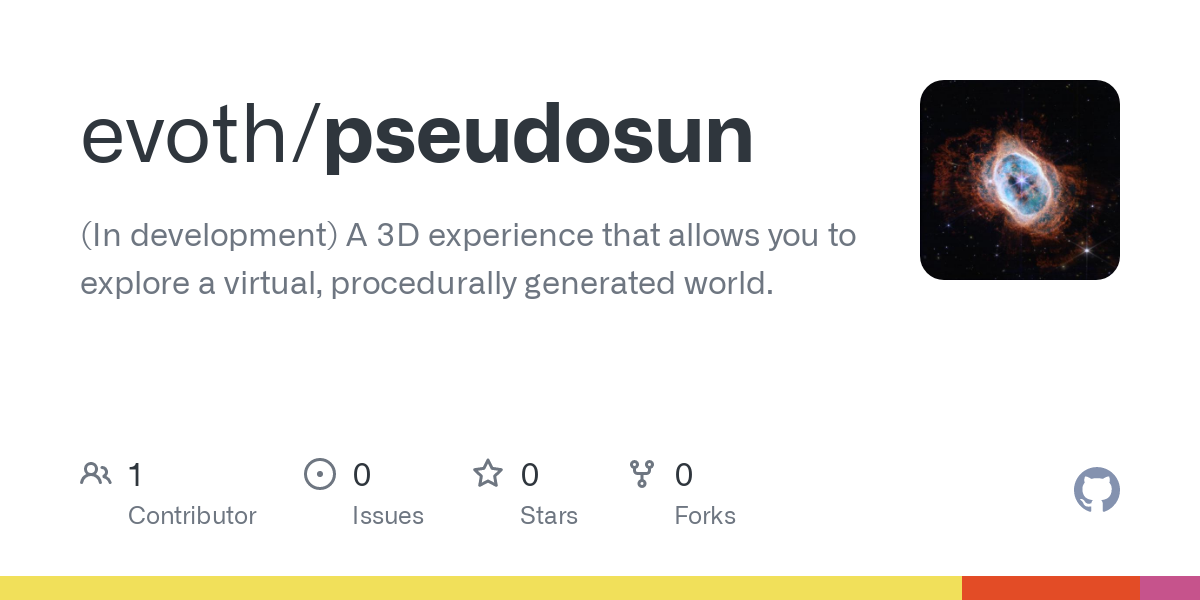 evoth/pseudosun
(In development) A 3D experience that allows you to
explore a virtual, procedurally generated world.
1
Contributor
0
Issues
0
Stars
0
Forks